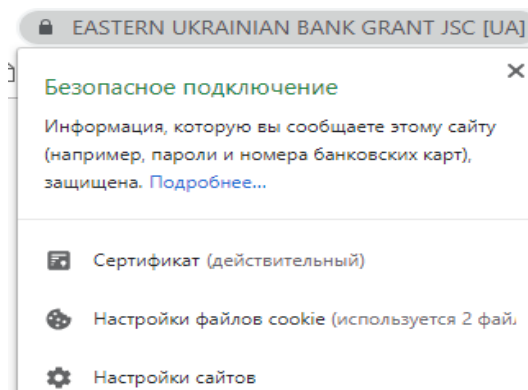 EASTERN UKRAINIAN BANK GRANT JSC [UA]
Безопасное подключение
Информация, которую вы сообщаете этому сайту
(например, пароли и номера банковских карт),
защищена. Подробнее...
Сертификат (действительный)
Настройки файлов cookie (используется 2
Настройки сайтов